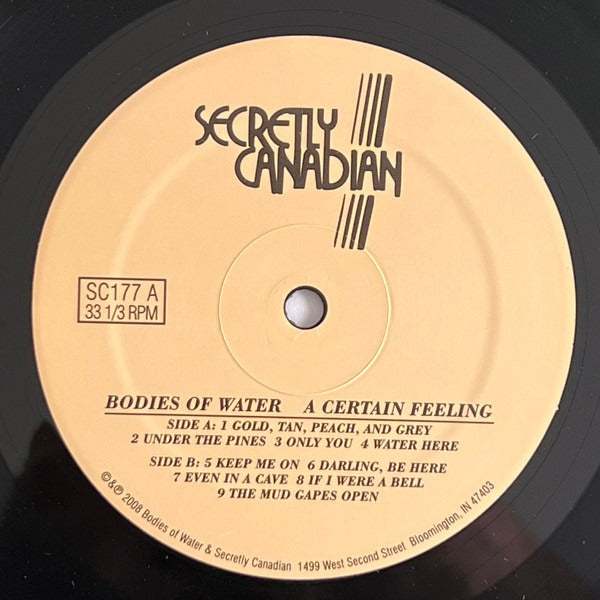 SECRETLY
CANADIAN
SC177 A
33 1/3 RPM
BODIES OF WATER A CERTAIN FEELING
SIDE A: 1 GOLD, TAN, PEACH, AND GREY
2 UNDER THE PINES 3 ONLY YOU 4 WATER HERE
SIDE B: 5 KEEP ME ON 6 DARLING, BE HERE
7 EVEN IN A CAVE 8 IF I WERE A BELL
9 THE MUD GAPES OPEN
©&℗ 2008 Bodies of Water & Secretly Canadian 1499 West Second Street Bloomington, IN 47403